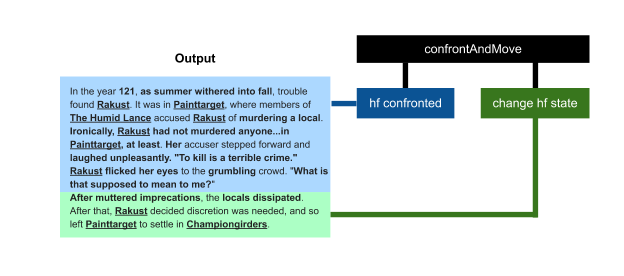 Output
In the year 121, as summer withered into fall, trouble
found Rakust. It was in Painttarget, where members of
The Humid Lance accused Rakust of murdering a local.
Ironically, Rakust had not murdered anyone...in
Painttarget, at least. Her accuser stepped forward and
laughed unpleasantly. "To kill is a terrible crime."
Rakust flicked her eyes to the grumbling crowd. "What is
that supposed to mean to me?"
After muttered imprecations, the locals dissipated.
After that, Rakust decided discretion was needed, and so
left Painttarget to settle in Championgirders.
confrontAndMove
hf confronted
change hf state